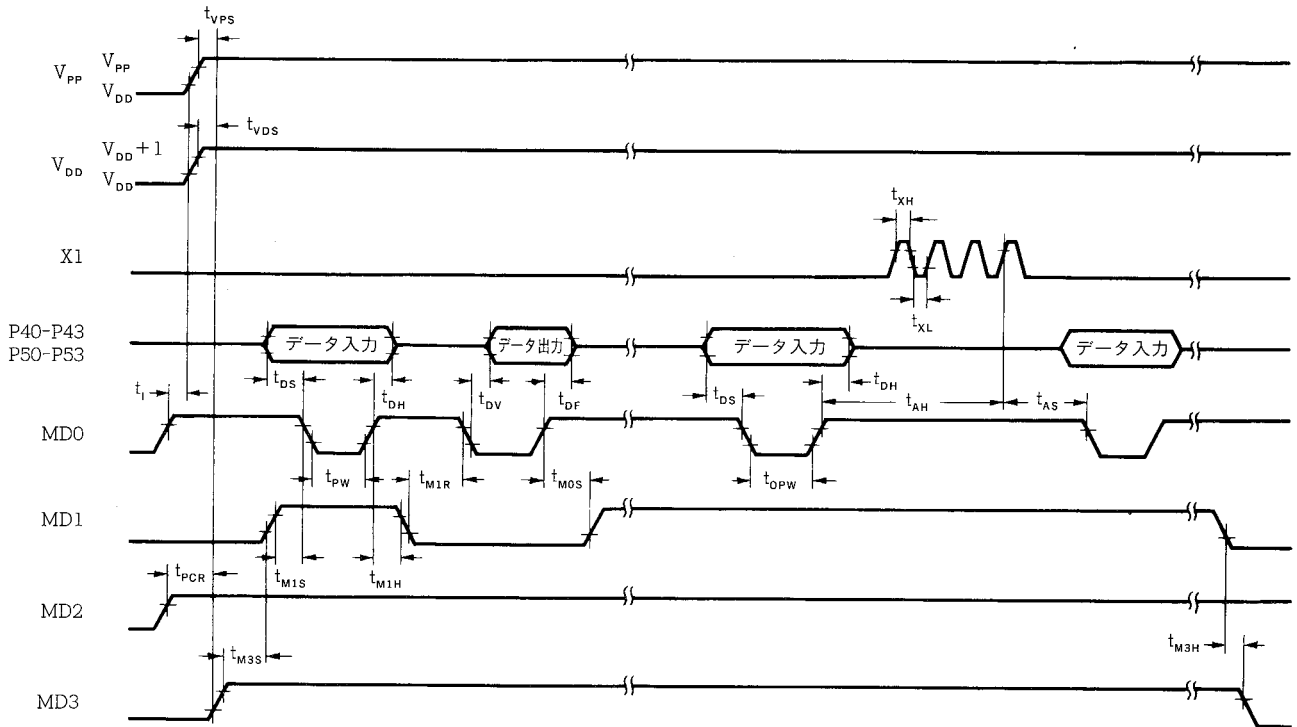 tVPS
VPP VPP
VDD
tVDS
VDD VDD+1
VDD
tXH
X1
tXL
P40-P43
P50-P53
データ入力 データ出力 データ入力 データ入力
tI tDS tDH tDV tDF tDS tDH tAH tAS
MD0
tPW tM1R tM0S tOPW
MD1
tM1S tM1H
tPCR
MD2
tM3S tM3H
MD3